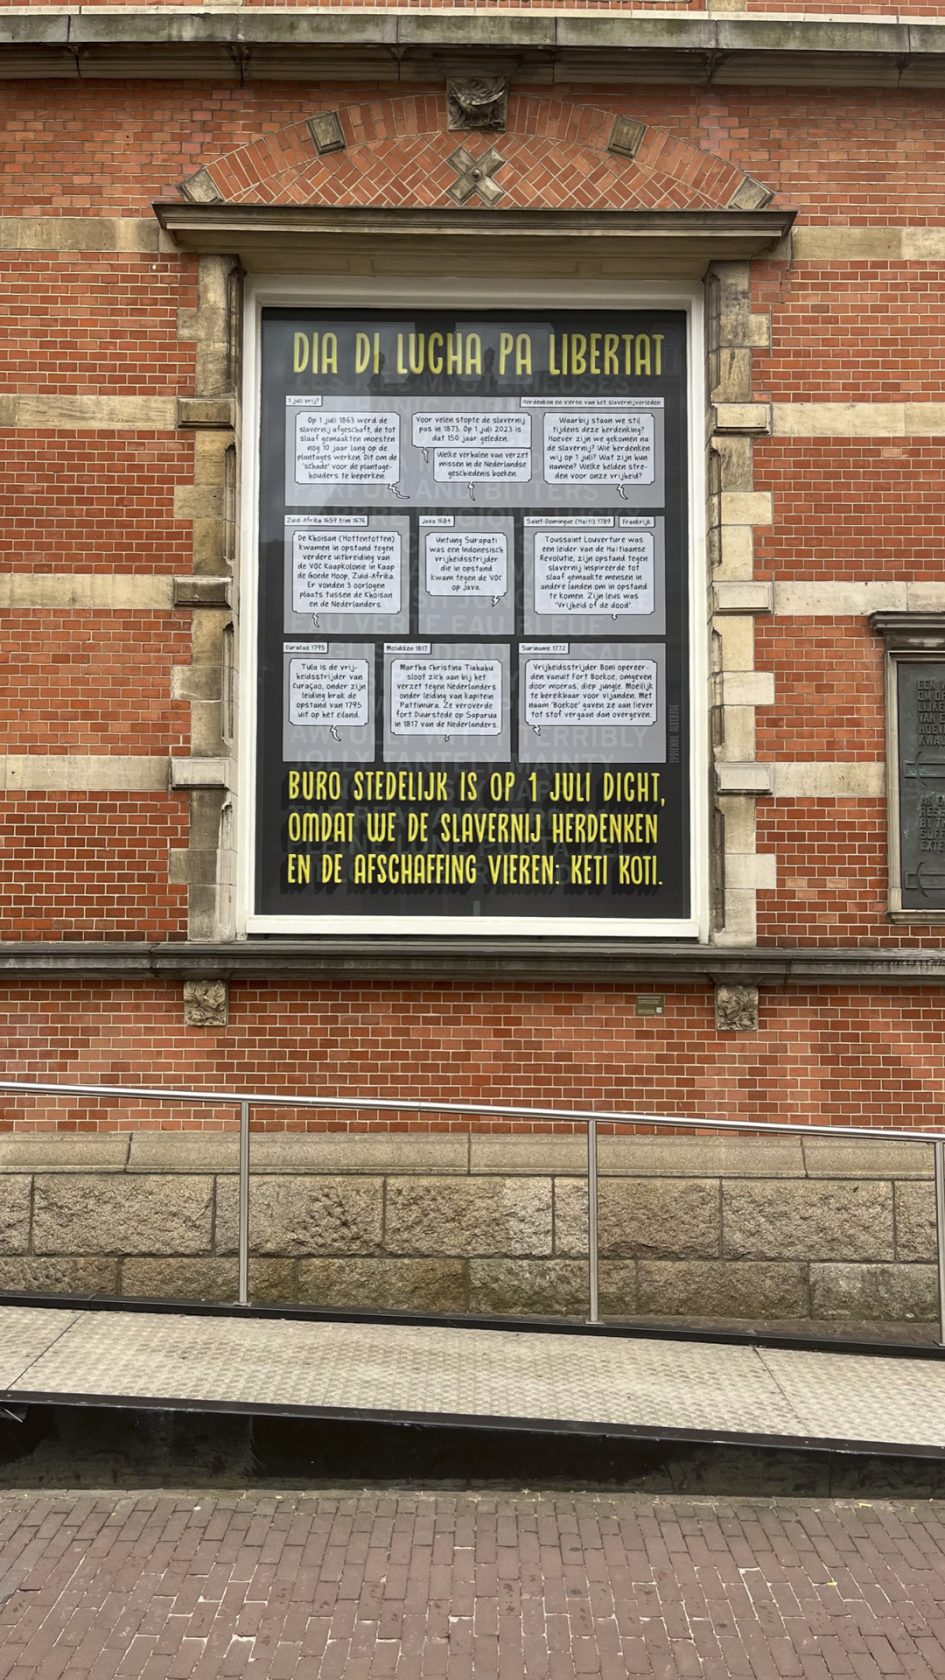 DIA DI LUCHA PA LIBERTAT
1 juli vrij?
Herdenken en vieren van het slavernijverleden
Op 1 juli 1863 werd de
slavernij afgeschaft, de tot
slaaf gemaakten moesten
nog 10 jaar lang op de
plantages werken. Dit om de
'schade' voor de plantage-
houders te beperken.
Voor velen stopte de slavernij
pas in 1873. Op 1 juli 2023 is
dat 150 jaar geleden.
Welke verhalen van verzet
missen in de Nederlandse
geschiedenis boeken.
Waarbij staan we stil
tijdens deze herdenking?
Hoever zijn we gekomen na
de slavernij? Wie herdenken
wij op 1 juli? Wat zijn hun
namen? Welke helden stre-
den voor onze vrijheid?
Zuid-Afrika 1659 t/m 1676
De Khoisan (Hottentotten)
kwamen in opstand tegen
verdere uitbreiding van
de VOC Kaapkolonie in Kaap
de Goede Hoop, Zuid-Afrika.
Er vonden 3 oorlogen
plaats tussen de Khoison
en de Nederlanders.
Java 1684
Untung Surapati
was een Indonesisch
vrijheidsstrijder
die in opstand
kwam tegen de VOC
op Java.
Saint-Domingue (Haïti) 1789
Frankrijk
Toussaint Louverture was
een leider van de Haïtiaanse
Revolutie, zijn opstand tegen
slavernij inspireerde tot
slaaf gemaakte mensen in
andere landen om in opstand
te komen. Zijn leus was
'Vrijheid of de dood'.
Curaçao 1795
Tula is de vrij-
heidsstrijder van
Curaçao, onder zijn
leiding brak de
opstand van 1795
uit op het eiland.
Molukken 1817
Martha Christina Tiahahu
sloot zich aan bij het
verzet tegen Nederlanders
onder leiding van kapitein
Pattimura. Ze veroverde
fort Duurstede op Saparua
in 1817 van de Nederlanders.
Suriname 1772
Vrijheidsstrijder Boni opereer-
den vanuit Fort Boekoe, omgeven
door moeras, diep jungle. Moeilijk
te bereikbaar voor vijanden. Met
naam 'Boekoe' gaven ze aan liever
tot stof vergaan dan overgeven.
BURO STEDELIJK IS OP 1 JULI DICHT,
OMDAT WE DE SLAVERNIJ HERDENKEN
EN DE AFSCHAFFING VIEREN: KETI KOTI.